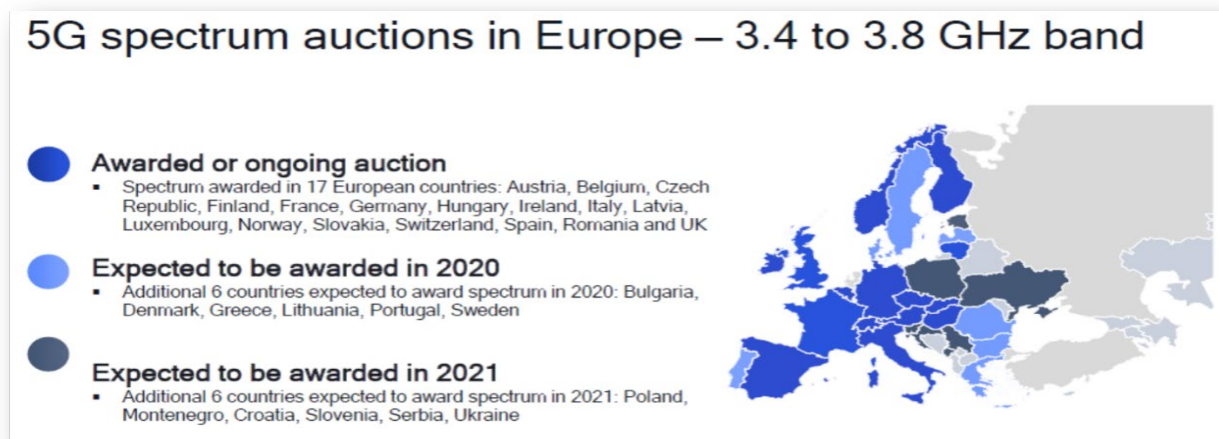 5G spectrum auctions in Europe – 3.4 to 3.8 GHz band
Awarded or ongoing auction
▪ Spectrum awarded in 17 European countries: Austria, Belgium, Czech
Republic, Finland, France, Germany, Hungary, Ireland, Italy, Latvia,
Luxembourg, Norway, Slovakia, Switzerland, Spain, Romania and UK
Expected to be awarded in 2020
▪ Additional 6 countries expected to award spectrum in 2020: Bulgaria,
Denmark, Greece, Lithuania, Portugal, Sweden
Expected to be awarded in 2021
▪ Additional 6 countries expected to award spectrum in 2021: Poland,
Montenegro, Croatia, Slovenia, Serbia, Ukraine